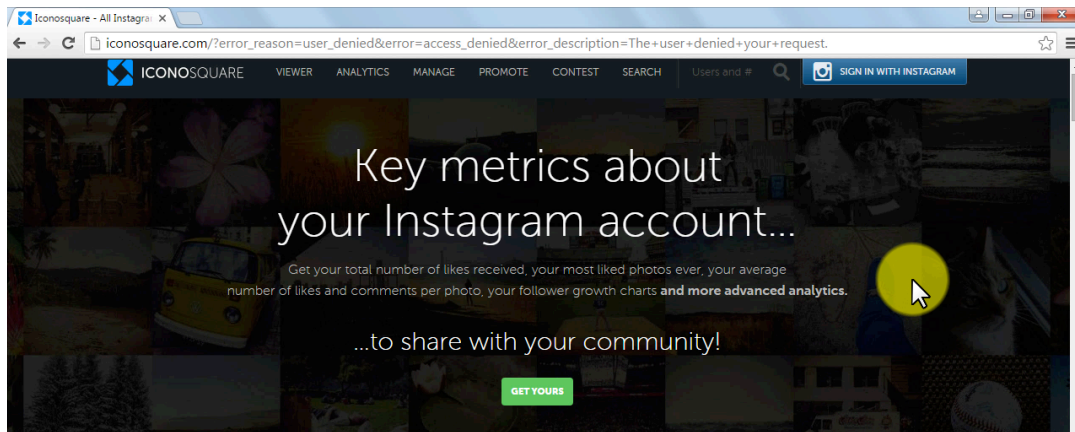 Iconosquare - All Instagra
iconosquare.com/?error_reason=user_denied&error=access_denied&error_description=The+user+denied+your+request.
ICONOSQUARE VIEWER ANALYTICS MANAGE PROMOTE CONTEST SEARCH Users and # SIGN IN WITH INSTAGRAM
Key metrics about
your Instagram account...
Get your total number of likes received, your most liked photos ever, your average
number of likes and comments per photo, your follower growth charts and more advanced analytics.
...to share with your community!
GET YOURS